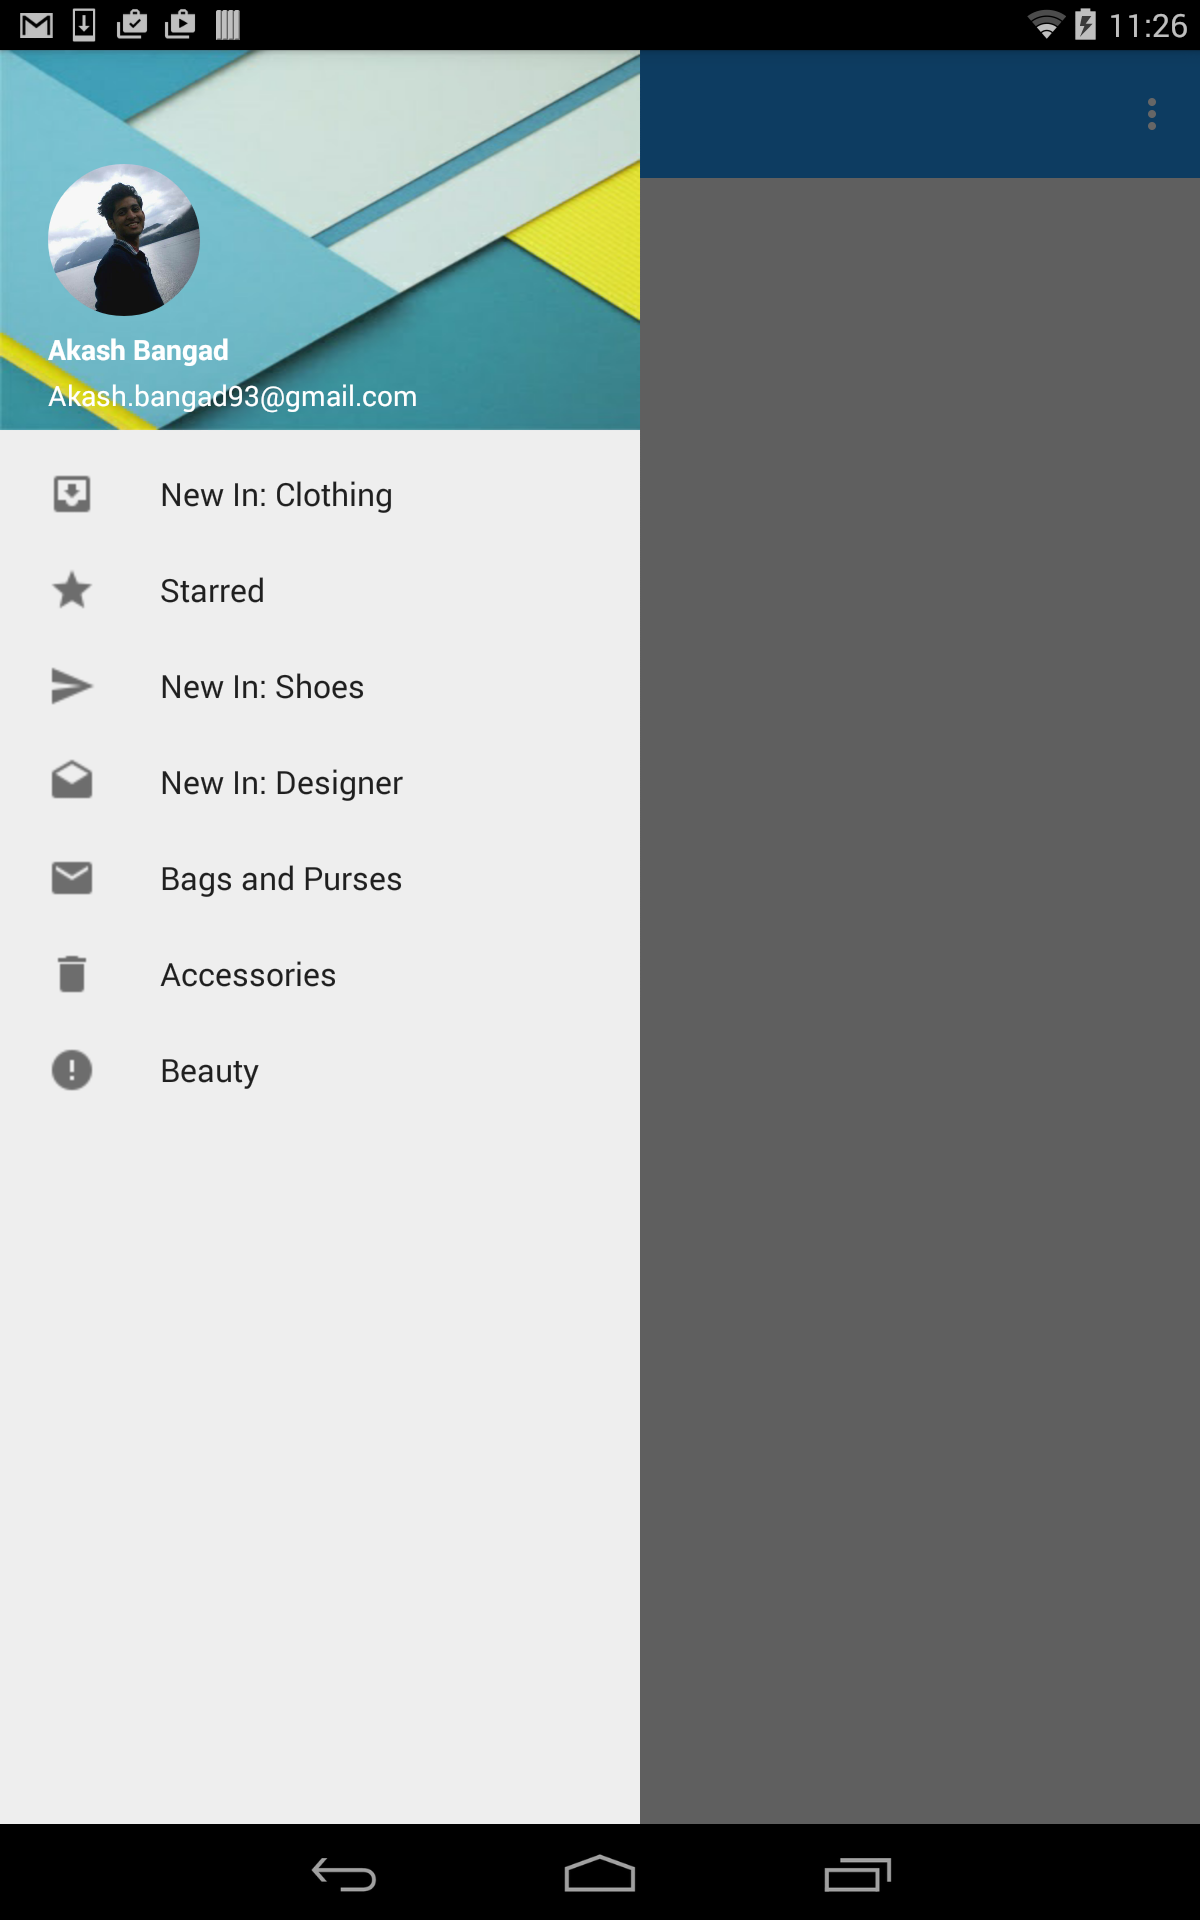 11:26
Akash Bangad
Akash.bangad93@gmail.com
New In: Clothing
Starred
New In: Shoes
New In: Designer
Bags and Purses
Accessories
Beauty